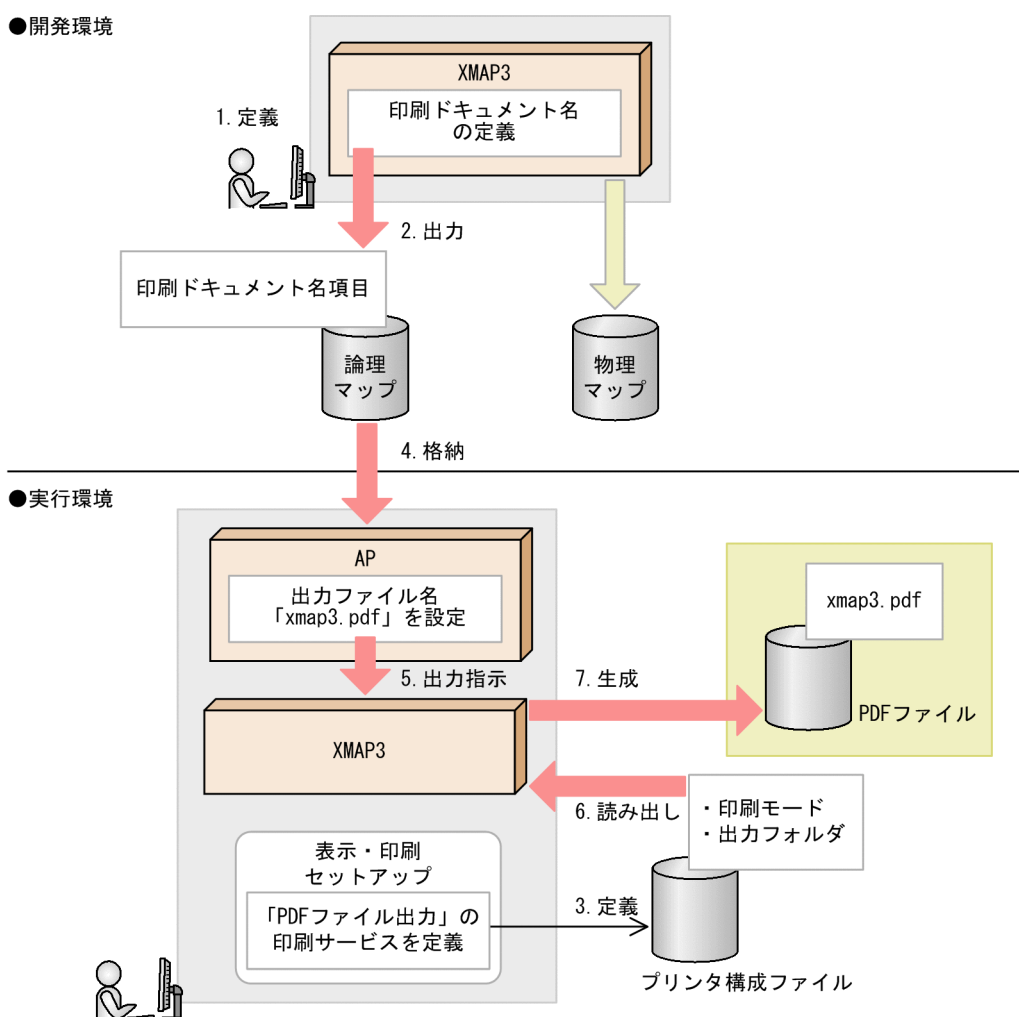 ●開発環境
XMAP3
印刷ドキュメント名
の定義
1.定義
2.出力
印刷ドキュメント名項目
論理
マップ
物理
マップ
4.格納
●実行環境
AP
出力ファイル名
「xmap3.pdf」を設定
5.出力指示
7.生成
xmap3.pdf
PDFファイル
XMAP3
6.読み出し
・印刷モード
・出力フォルダ
表示・印刷
セットアップ
「PDFファイル出力」の
印刷サービスを定義
3.定義
プリンタ構成ファイル